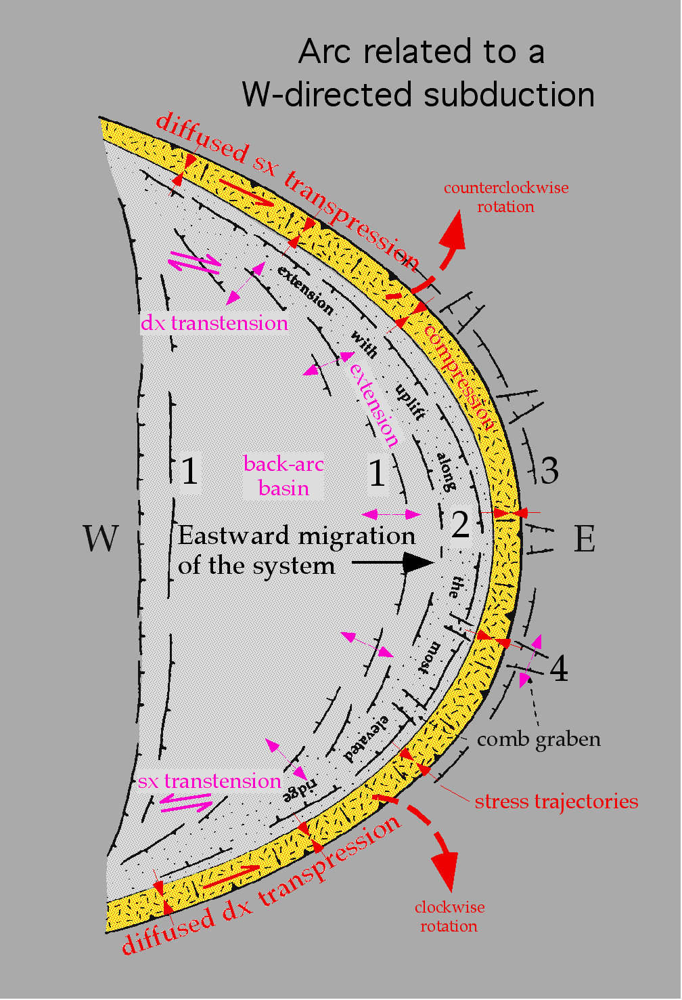 Arc related to a
W-directed subduction
diffused sx transpression
counterclockwise
rotation
extension with uplift along the most elevated ridge
dx transtension
compression
extension
back-arc
basin
1
1
2
3
W
Eastward migration
of the system
E
4
comb graben
sx transtension
stress trajectories
diffused dx transpression
clockwise
rotation